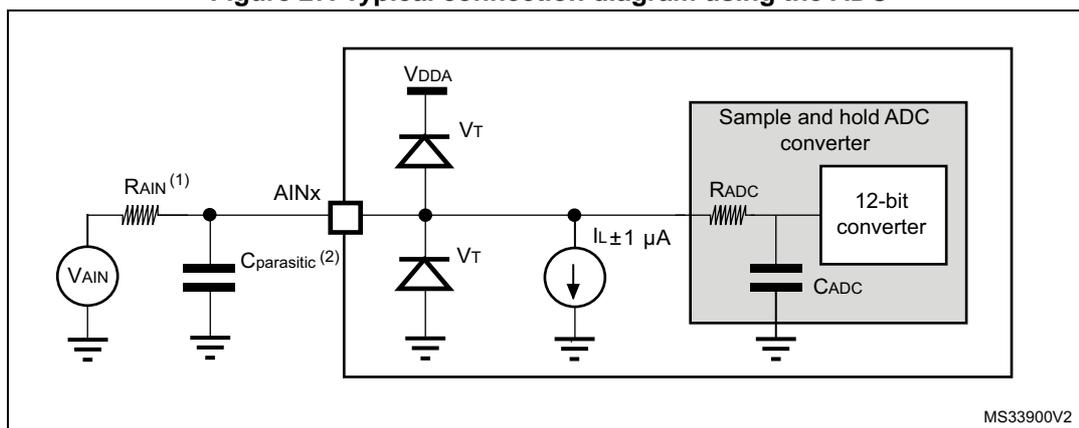 Figure 27. Typical connection diagram using the ADC
VDDA
VT
Sample and hold ADC
converter
RAIN (1)
AINx
RADC
12-bit
converter
IL±1 µA
VT
Cparasitic (2)
VAIN
CADC
MS33900V2